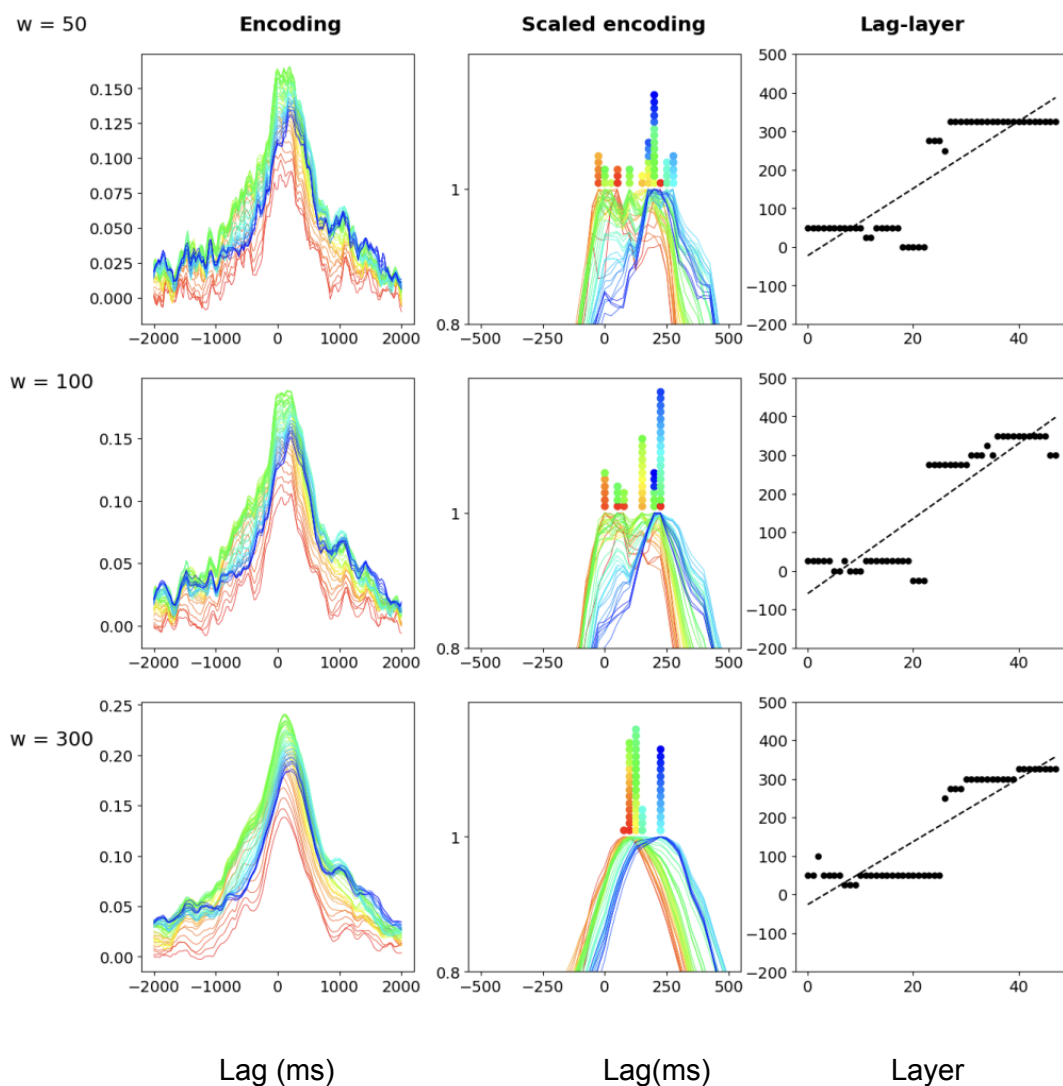 w = 50
Encoding
Scaled encoding
Lag-layer
0.150
0.125
0.100
0.075
0.050
0.025
0.000
−2000 −1000 0 1000 2000
1
0.8
−500 −250 0 250 500
500
400
300
200
100
0
−100
−200
0 20 40
w = 100
0.15
0.10
0.05
0.00
−2000 −1000 0 1000 2000
1
0.8
−500 −250 0 250 500
500
400
300
200
100
0
−100
−200
0 20 40
w = 300
0.25
0.20
0.15
0.10
0.05
0.00
−2000 −1000 0 1000 2000
1
0.8
−500 −250 0 250 500
500
400
300
200
100
0
−100
−200
0 20 40
Lag (ms)
Lag(ms)
Layer